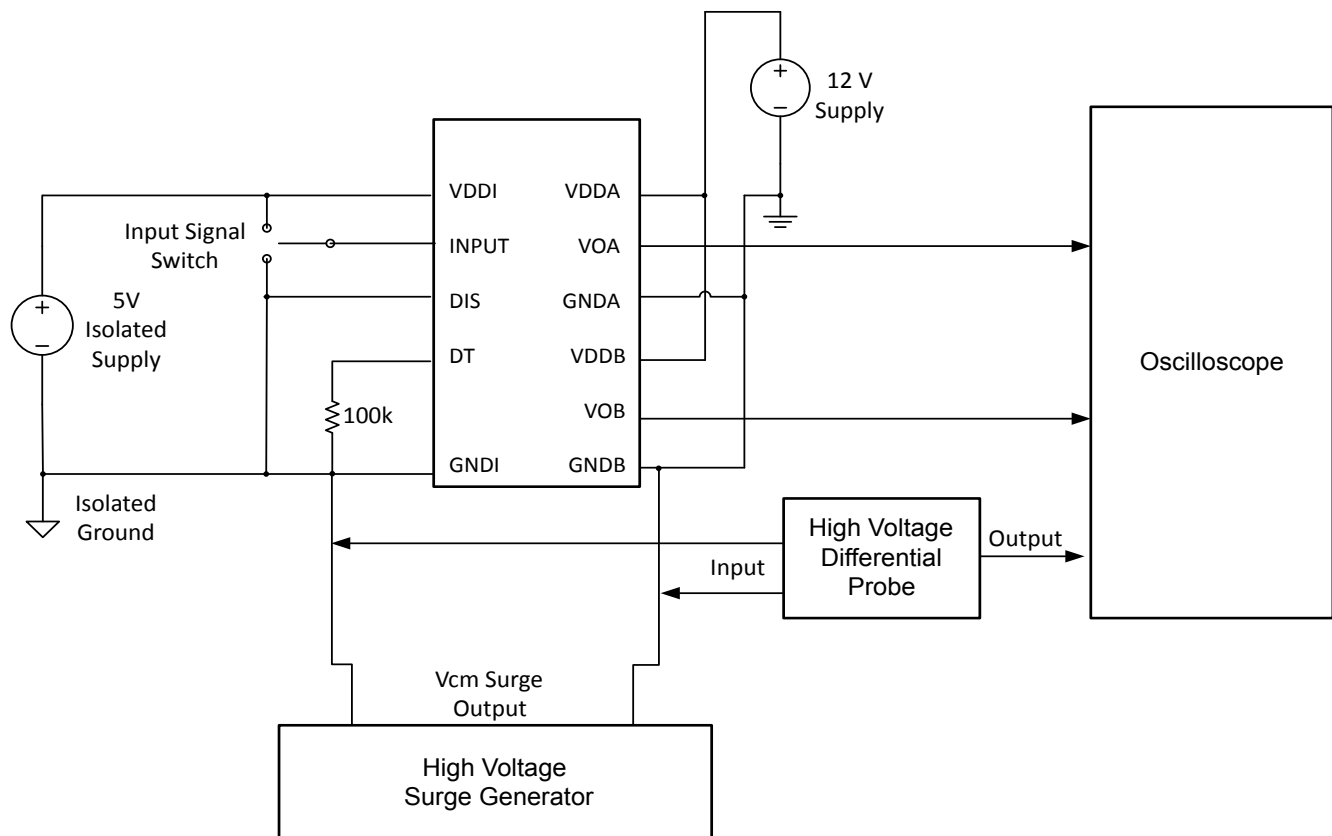 12 V
Supply
VDDI
VDDA
Input Signal
Switch
INPUT
VOA
5V
Isolated
Supply
DIS
GNDA
DT
VDDB
Oscilloscope
100k
VOB
GNDI
GNDB
Isolated
Ground
High Voltage
Differential
Probe
Output
Input
Vcm Surge
Output
High Voltage
Surge Generator